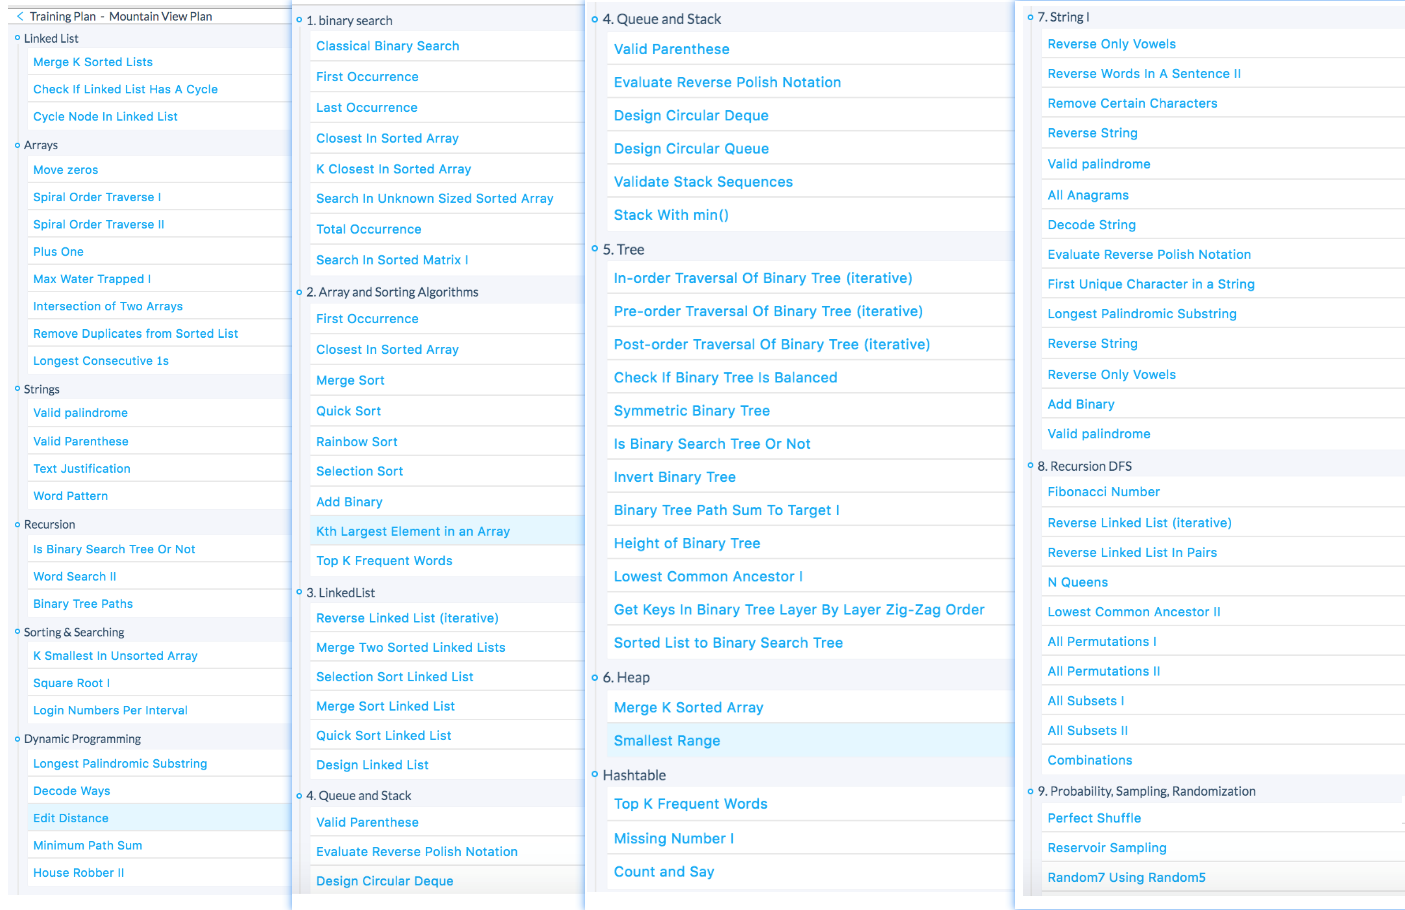 Training Plan - Mountain View Plan
Linked List
Merge K Sorted Lists
Check If Linked List Has A Cycle
Cycle Node In Linked List
Arrays
Move zeros
Spiral Order Traverse I
Spiral Order Traverse II
Plus One
Max Water Trapped I
Intersection of Two Arrays
Remove Duplicates from Sorted List
Longest Consecutive 1s
Strings
Valid palindrome
Valid Parenthese
Text Justification
Word Pattern
Recursion
Is Binary Search Tree Or Not
Word Search II
Binary Tree Paths
Sorting & Searching
K Smallest In Unsorted Array
Square Root I
Login Numbers Per Interval
Dynamic Programming
Longest Palindromic Substring
Decode Ways
Edit Distance
Minimum Path Sum
House Robber II
1. binary search
Classical Binary Search
First Occurrence
Last Occurrence
Closest In Sorted Array
K Closest In Sorted Array
Search In Unknown Sized Sorted Array
Total Occurrence
Search In Sorted Matrix I
2. Array and Sorting Algorithms
First Occurrence
Closest In Sorted Array
Merge Sort
Quick Sort
Rainbow Sort
Selection Sort
Add Binary
Kth Largest Element in an Array
Top K Frequent Words
3. LinkedList
Reverse Linked List (iterative)
Merge Two Sorted Linked Lists
Selection Sort Linked List
Merge Sort Linked List
Quick Sort Linked List
Design Linked List
4. Queue and Stack
Valid Parenthese
Evaluate Reverse Polish Notation
Design Circular Deque
4. Queue and Stack
Valid Parenthese
Evaluate Reverse Polish Notation
Design Circular Deque
Design Circular Queue
Validate Stack Sequences
Stack With min()
5. Tree
In-order Traversal Of Binary Tree (iterative)
Pre-order Traversal Of Binary Tree (iterative)
Post-order Traversal Of Binary Tree (iterative)
Check If Binary Tree Is Balanced
Symmetric Binary Tree
Is Binary Search Tree Or Not
Invert Binary Tree
Binary Tree Path Sum To Target I
Height of Binary Tree
Lowest Common Ancestor I
Get Keys In Binary Tree Layer By Layer Zig-Zag Order
Sorted List to Binary Search Tree
6. Heap
Merge K Sorted Array
Smallest Range
Hashtable
Top K Frequent Words
Missing Number I
Count and Say
7. String I
Reverse Only Vowels
Reverse Words In A Sentence II
Remove Certain Characters
Reverse String
Valid palindrome
All Anagrams
Decode String
Evaluate Reverse Polish Notation
First Unique Character in a String
Longest Palindromic Substring
Reverse String
Reverse Only Vowels
Add Binary
Valid palindrome
8. Recursion DFS
Fibonacci Number
Reverse Linked List (iterative)
Reverse Linked List In Pairs
N Queens
Lowest Common Ancestor II
All Permutations I
All Permutations II
All Subsets I
All Subsets II
Combinations
9. Probability, Sampling, Randomization
Perfect Shuffle
Reservoir Sampling
Random7 Using Random5